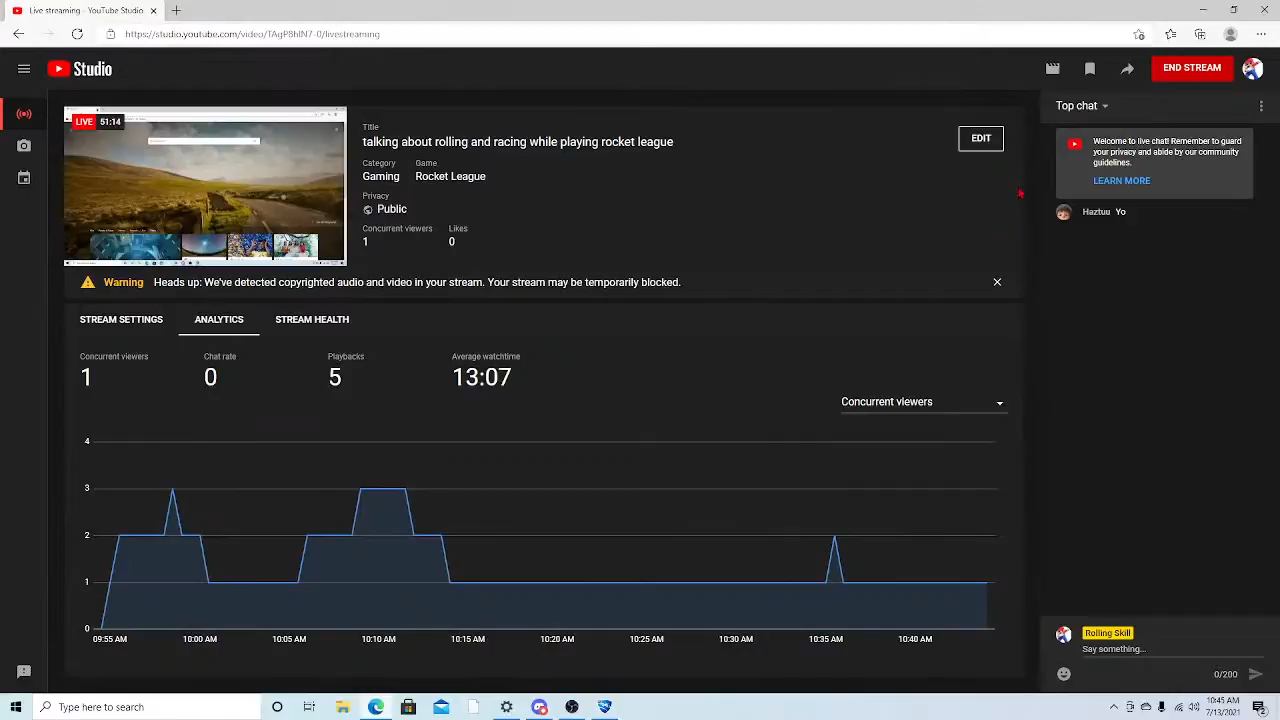 Live streaming - YouTube Studio
https://studio.youtube.com/video/TAgP8hIN7-0/livestreaming
Studio
END STREAM
LIVE 51:14
Title
talking about rolling and racing while playing rocket league
EDIT
Category Game
Gaming Rocket League
Privacy
Public
Concurrent viewers Likes
1 0
Warning Heads up: We've detected copyrighted audio and video in your stream. Your stream may be temporarily blocked.
STREAM SETTINGS ANALYTICS STREAM HEALTH
Concurrent viewers Chat rate Playbacks Average watchtime
1 0 5 13:07
Concurrent viewers
4
3
2
1
0
09:55 AM 10:00 AM 10:05 AM 10:10 AM 10:15 AM 10:20 AM 10:25 AM 10:30 AM 10:35 AM 10:40 AM
Top chat
Welcome to live chat! Remember to guard
your privacy and abide by our community
guidelines.
LEARN MORE
Yo
Rolling Skill
Say something...
0/200
Type here to search
10:45 AM
7/13/2021